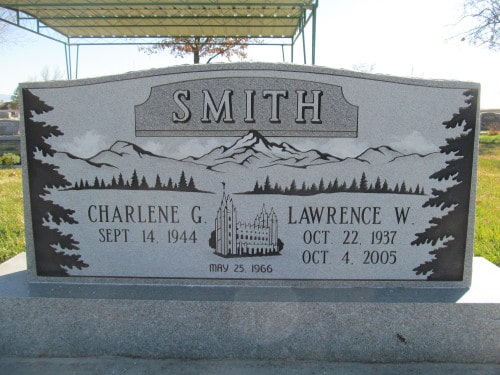 SMITH
CHARLENE G.
SEPT. 14, 1944
LAWRENCE W.
OCT. 22, 1937
OCT. 4, 2005
MAY 25, 1966